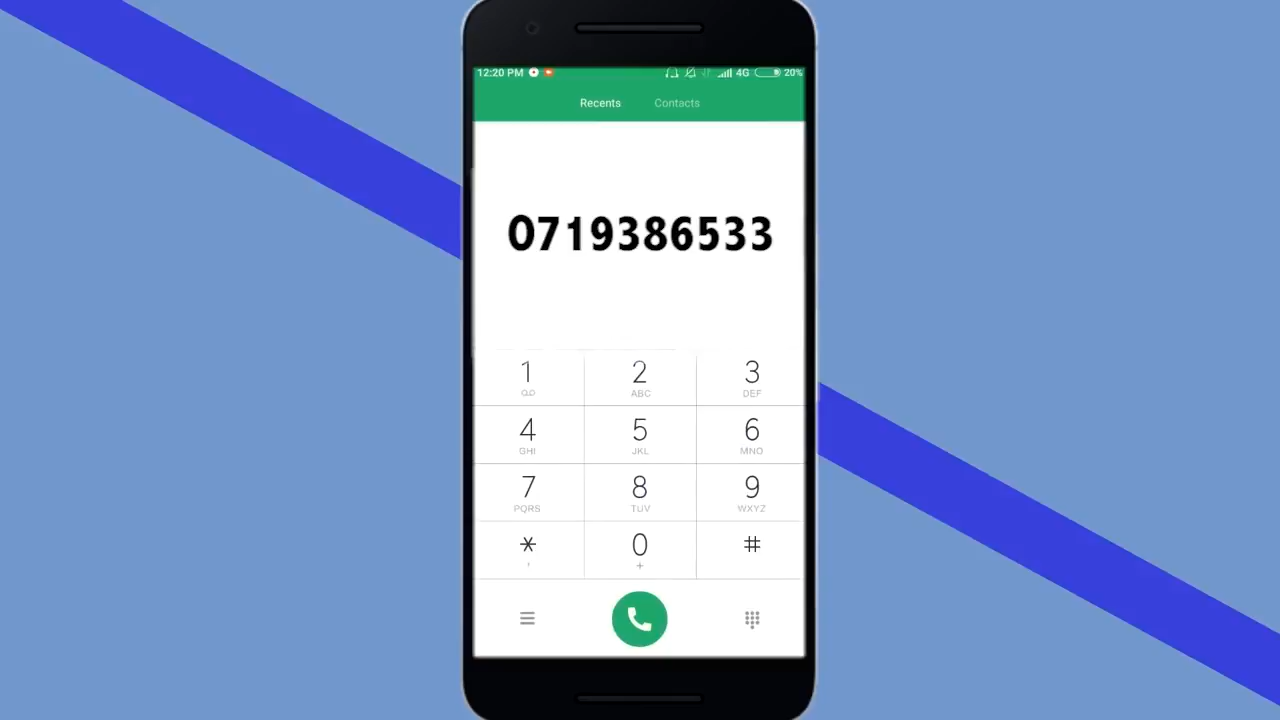 12:20 PM 4G 20%
Recents Contacts
0719386533
1 2 3
ABC DEF
4 5 6
GHI JKL MNO
7 8 9
PQRS TUV WXYZ
* 0 #
, +